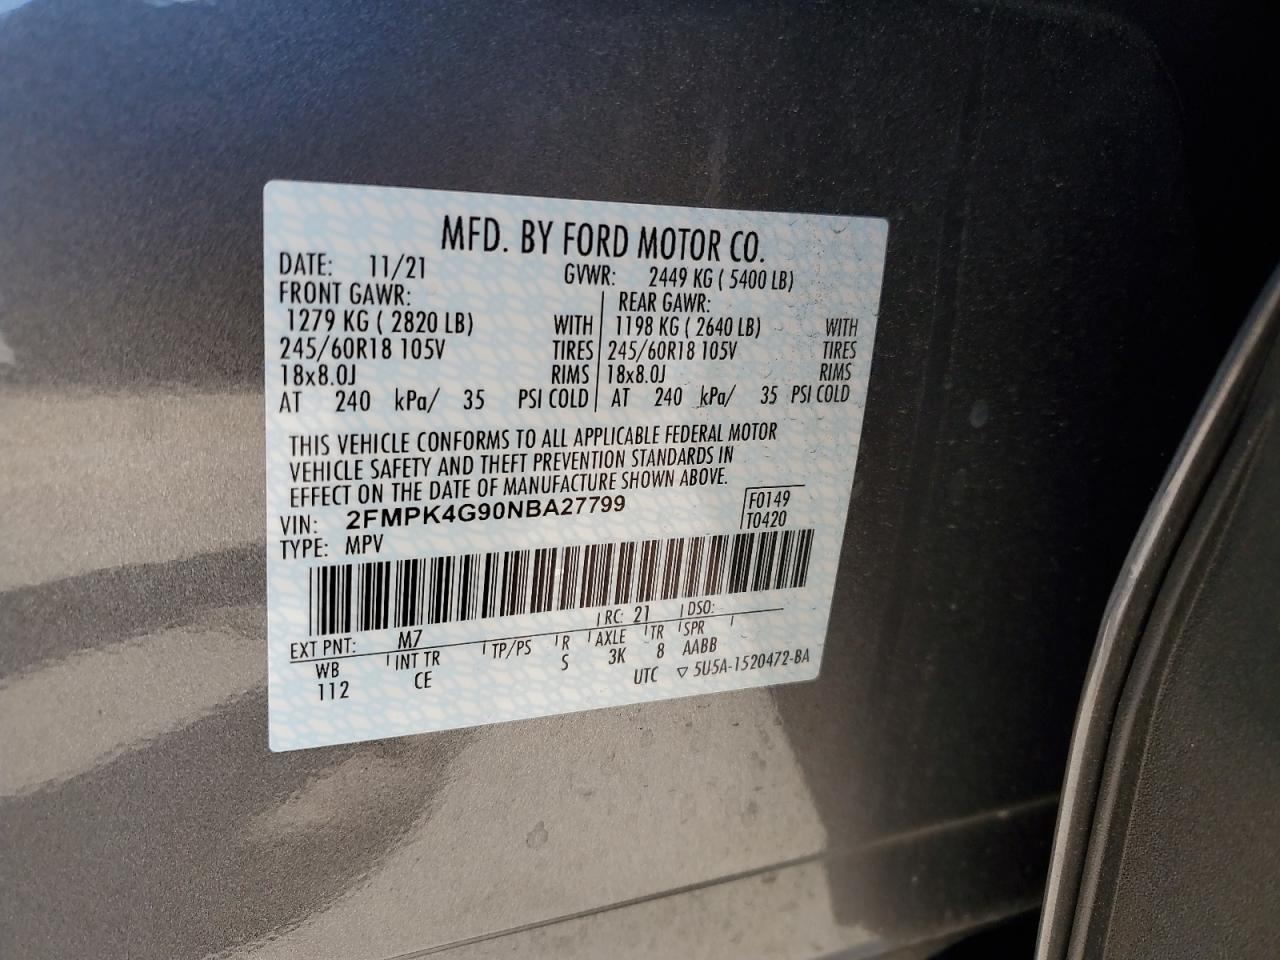 MFD. BY FORD MOTOR CO.
DATE: 11/21 GVWR: 2449 KG ( 5400 LB)
FRONT GAWR: REAR GAWR:
1279 KG ( 2820 LB) WITH 1198 KG ( 2640 LB) WITH
245/60R18 105V TIRES 245/60R18 105V TIRES
18x8.0J RIMS 18x8.0J RIMS
AT 240 kPa/ 35 PSI COLD AT 240 kPa/ 35 PSI COLD
THIS VEHICLE CONFORMS TO ALL APPLICABLE FEDERAL MOTOR
VEHICLE SAFETY AND THEFT PREVENTION STANDARDS IN
EFFECT ON THE DATE OF MANUFACTURE SHOWN ABOVE.
VIN: 2FMPK4G90NBA27799 F0149
TYPE: MPV T0420
EXT PNT: M7 RC: 21 DSO:
WB INT TR TP/PS R AXLE TR SPR
112 CE S 3K 8 AABB
UTC ▽ 5U5A-1520472-BA